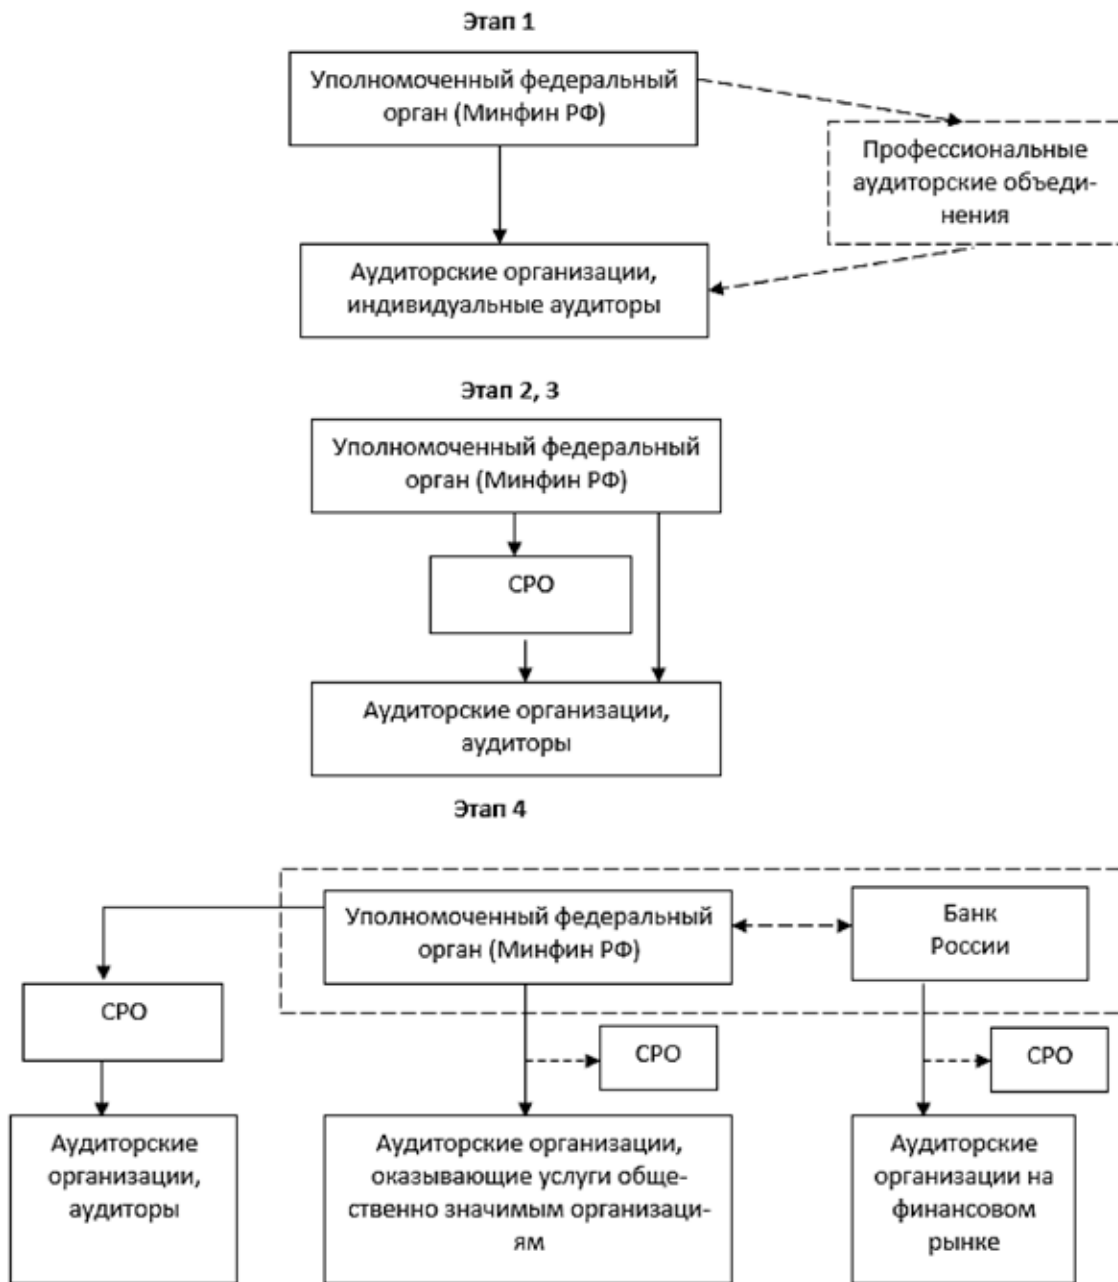 Этап 1
Уполномоченный федеральный
орган (Минфин РФ)
Профессиональные
аудиторские объеди-
нения
Аудиторские организации,
индивидуальные аудиторы
Этап 2, 3
Уполномоченный федеральный
орган (Минфин РФ)
СРО
Аудиторские организации,
аудиторы
Этап 4
Уполномоченный федеральный
орган (Минфин РФ)
Банк
России
СРО
СРО
СРО
Аудиторские
организации,
аудиторы
Аудиторские организации,
оказывающие услуги обще-
ственно значимым организаци-
ям
Аудиторские
организации на
финансовом
рынке